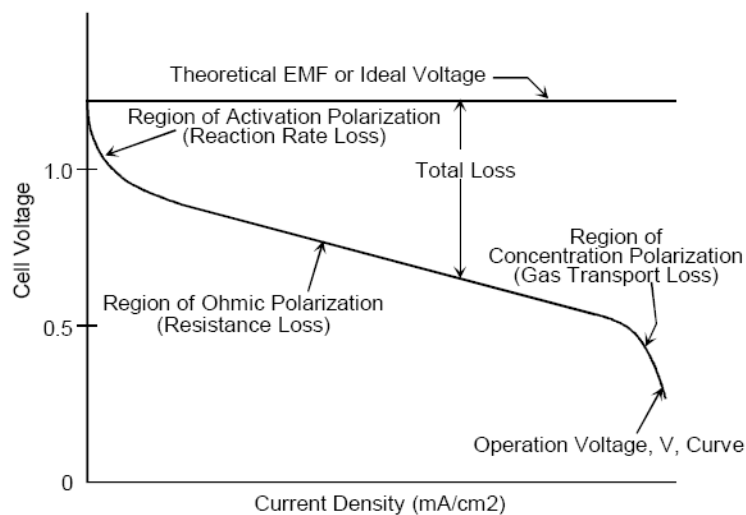 Theoretical EMF or Ideal Voltage
Region of Activation Polarization
(Reaction Rate Loss)
1.0
Total Loss
Cell Voltage
Region of
Concentration Polarization
(Gas Transport Loss)
Region of Ohmic Polarization
(Resistance Loss)
0.5
Operation Voltage, V, Curve
0
Current Density (mA/cm2)